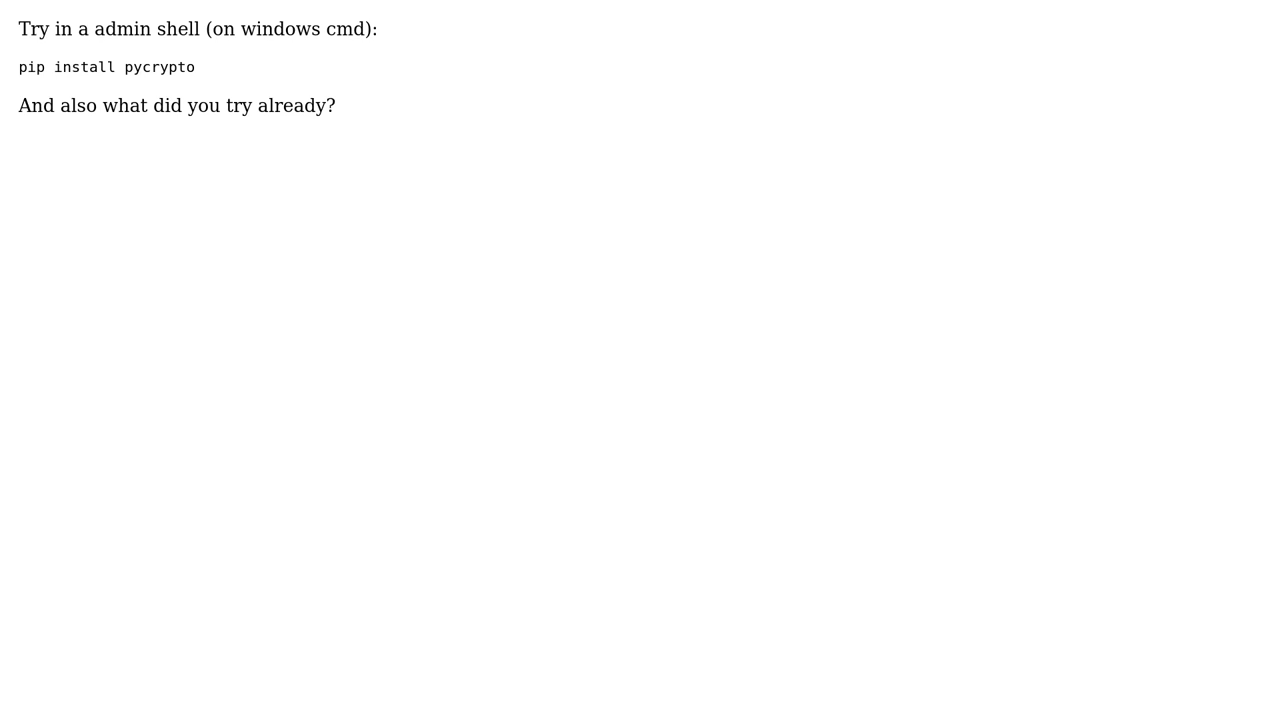 Try in a admin shell (on windows cmd):
pip install pycrypto
And also what did you try already?